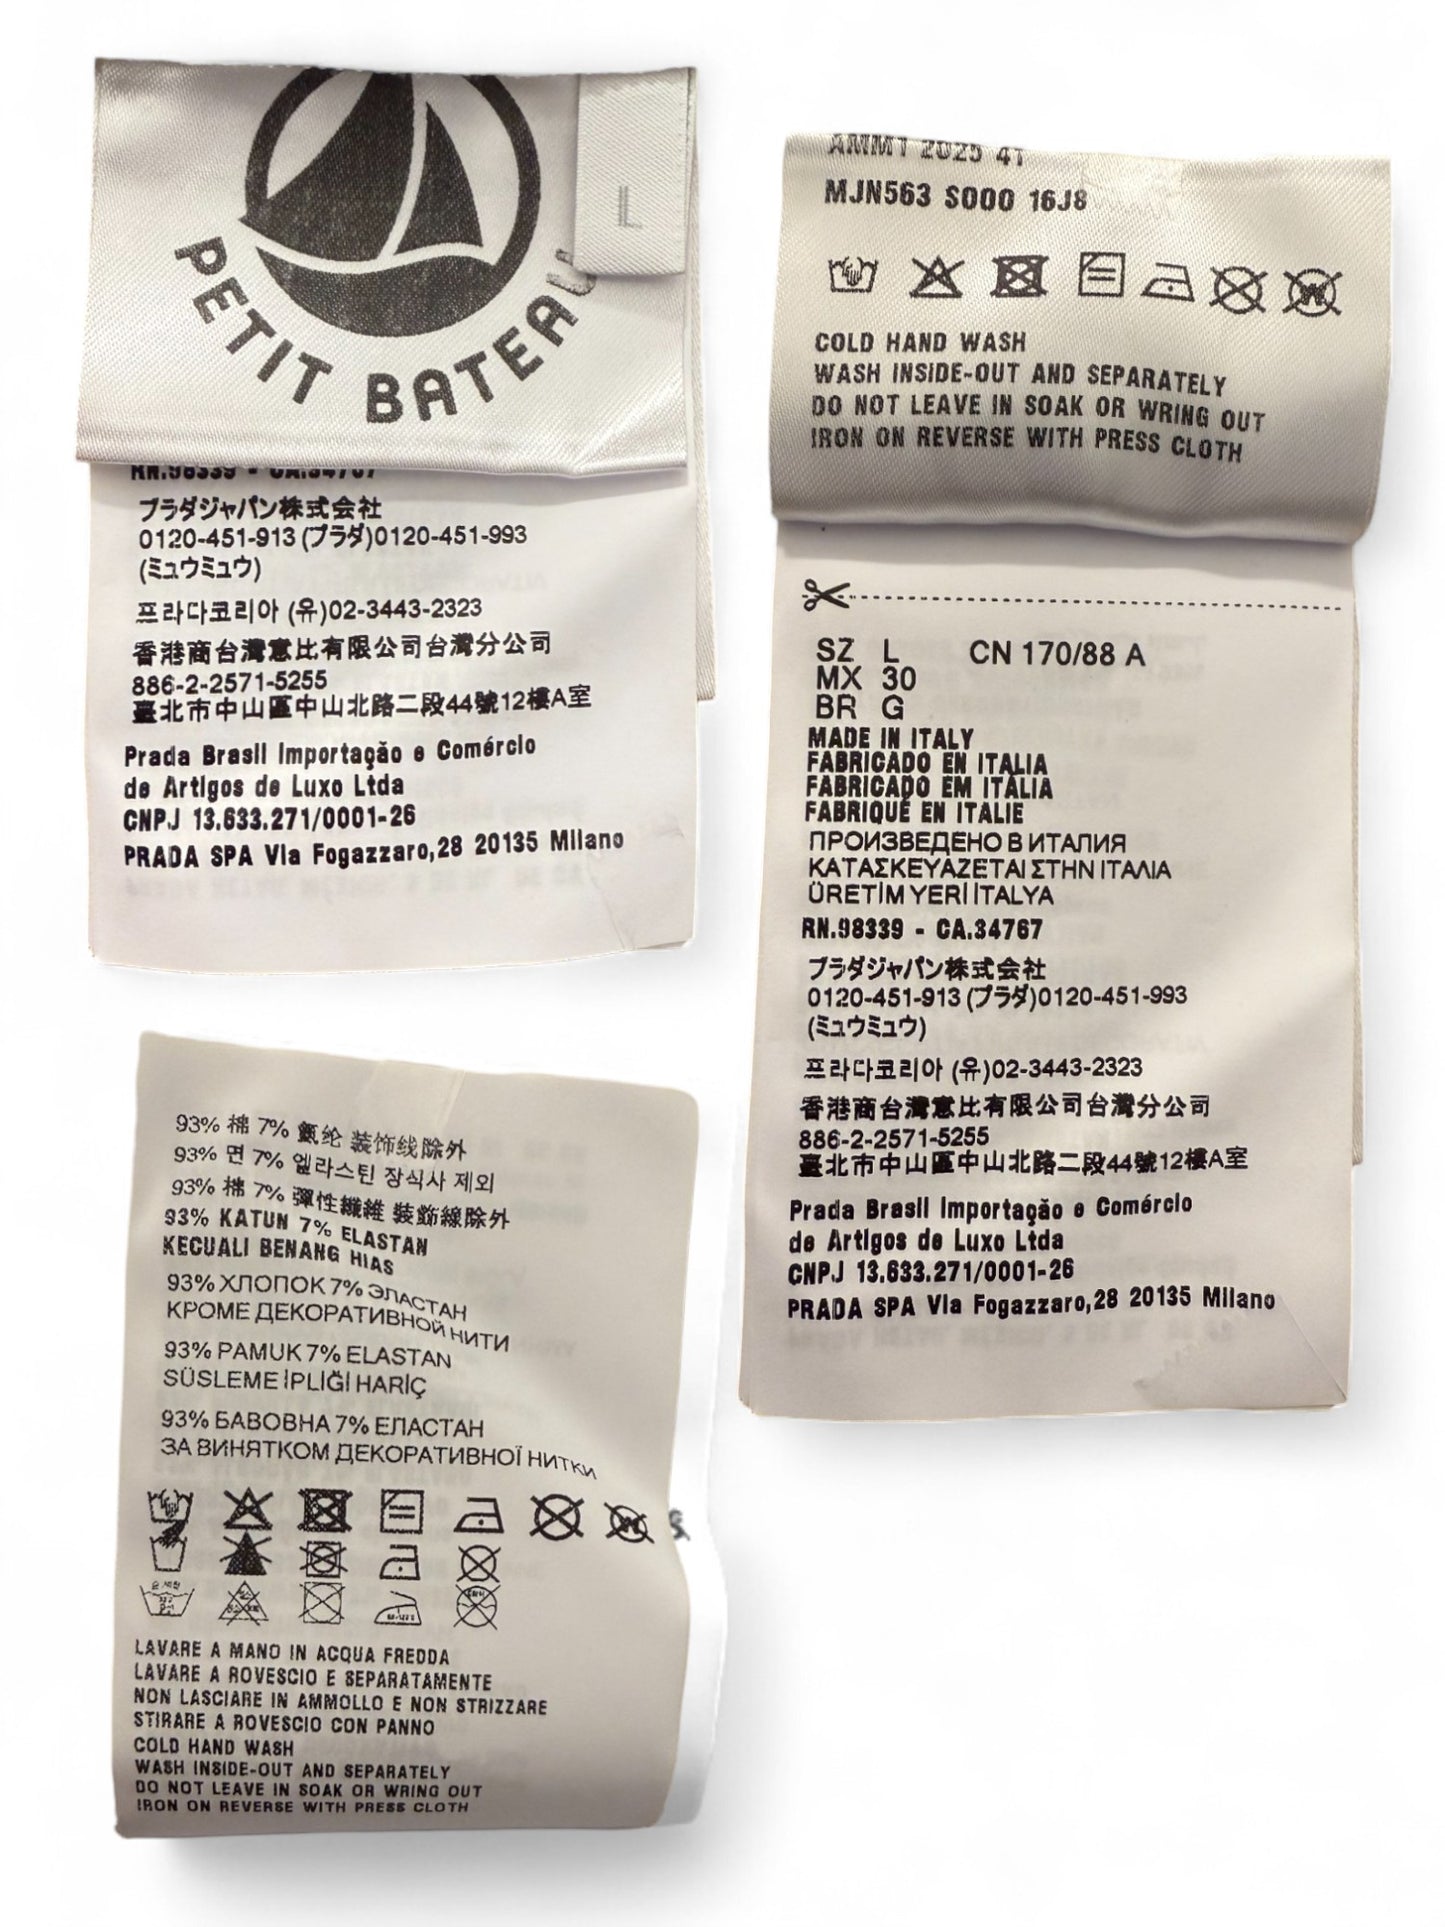 L
PETIT BATEAU
RN.98339 - CA.34767
プラダジャパン株式会社
0120-451-913 (プラダ)0120-451-993
(ミュウミュウ)
프라다코리아 (유)02-3443-2323
香港商台灣意比有限公司台灣分公司
886-2-2571-5255
臺北市中山區中山北路二段44號12樓A室
Prada Brasil Importação e Comércio
de Artigos de Luxo Ltda
CNPJ 13.633.271/0001-26
PRADA SPA Via Fogazzaro,28 20135 Milano
AMM1 2025 41
MJN563 S000 16J8
COLD HAND WASH
WASH INSIDE-OUT AND SEPARATELY
DO NOT LEAVE IN SOAK OR WRING OUT
IRON ON REVERSE WITH PRESS CLOTH
SZ L CN 170/88 A
MX 30
BR G
MADE IN ITALY
FABRICADO EN ITALIA
FABRICADO EM ITÁLIA
FABRIQUÉ EN ITALIE
ПРОИЗВЕДЕНО В ИТАЛИЯ
ΚΑΤΑΣΚΕΥΑΖΕΤΑΙ ΣΤΗΝ ΙΤΑΛΙΑ
ÜRETİM YERİ İTALYA
RN.98339 - CA.34767
プラダジャパン株式会社
0120-451-913 (プラダ)0120-451-993
(ミュウミュウ)
프라다코리아 (유)02-3443-2323
香港商台灣意比有限公司台灣分公司
886-2-2571-5255
臺北市中山區中山北路二段44號12樓A室
Prada Brasil Importação e Comércio
de Artigos de Luxo Ltda
CNPJ 13.633.271/0001-26
PRADA SPA Via Fogazzaro,28 20135 Milano
93% 棉 7% 氨纶 装饰线除外
93% 면 7% 엘라스틴 장식사 제외
93% 棉 7% 彈性纖維 裝飾線除外
93% KATUN 7% ELASTAN
KECUALI BENANG HIAS
93% ХЛОПОК 7% ЭЛАСТАН
КРОМЕ ДЕКОРАТИВНОЙ НИТИ
93% PAMUK 7% ELASTAN
SÜSLEME İPLİĞİ HARİÇ
93% БАВОВНА 7% ЕЛАСТАН
ЗА ВИНЯТКОМ ДЕКОРАТИВНОЇ НИТКИ
LAVARE A MANO IN ACQUA FREDDA
LAVARE A ROVESCIO E SEPARATAMENTE
NON LASCIARE IN AMMOLLO E NON STRIZZARE
STIRARE A ROVESCIO CON PANNO
COLD HAND WASH
WASH INSIDE-OUT AND SEPARATELY
DO NOT LEAVE IN SOAK OR WRING OUT
IRON ON REVERSE WITH PRESS CLOTH